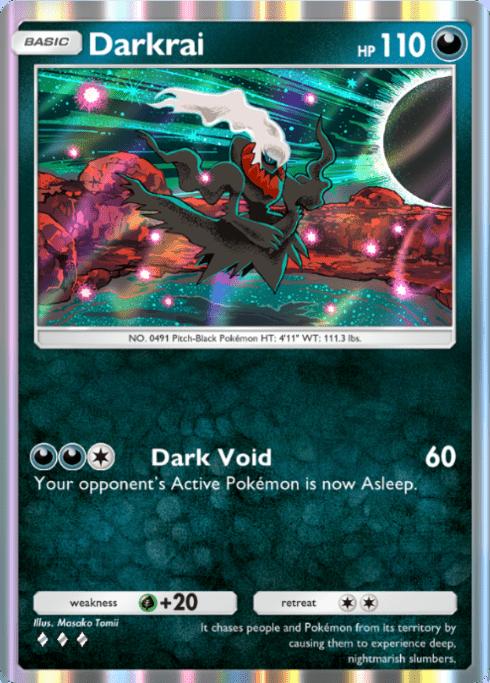 BASIC Darkrai HP 110
NO. 0491 Pitch-Black Pokémon HT: 4'11" WT: 111.3 lbs.
Dark Void 60
Your opponent's Active Pokémon is now Asleep.
weakness +20 retreat
Illus. Masako Tomii
It chases people and Pokémon from its territory by
causing them to experience deep,
nightmarish slumbers.